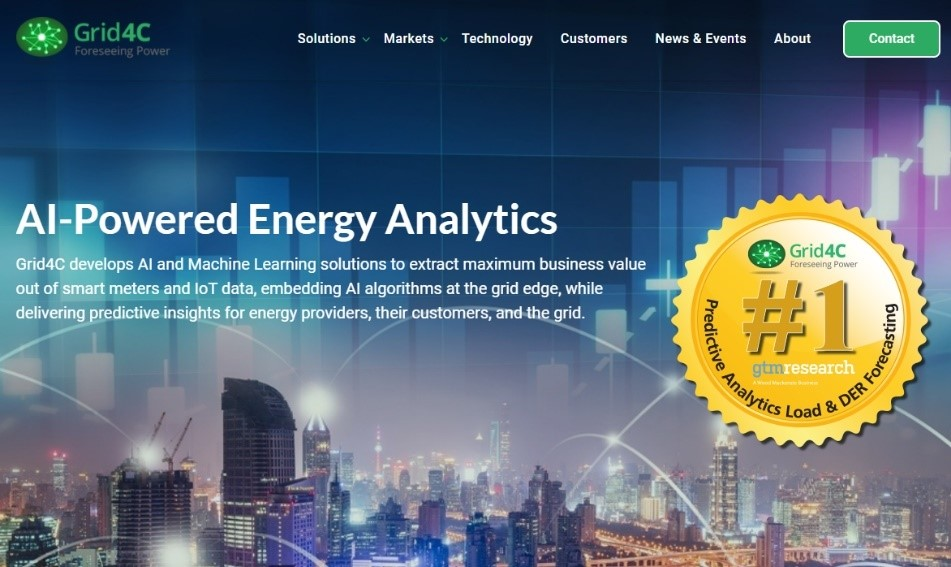 Grid4C
Foreseeing Power
Solutions
Markets
Technology
Customers
News & Events
About
Contact
AI-Powered Energy Analytics
Grid4C develops AI and Machine Learning solutions to extract maximum business value
out of smart meters and IoT data, embedding AI algorithms at the grid edge, while
delivering predictive insights for energy providers, their customers, and the grid.
Grid4C
Foreseeing Power
#1
gtmresearch
Predictive Analytics Load & DER Forecasting